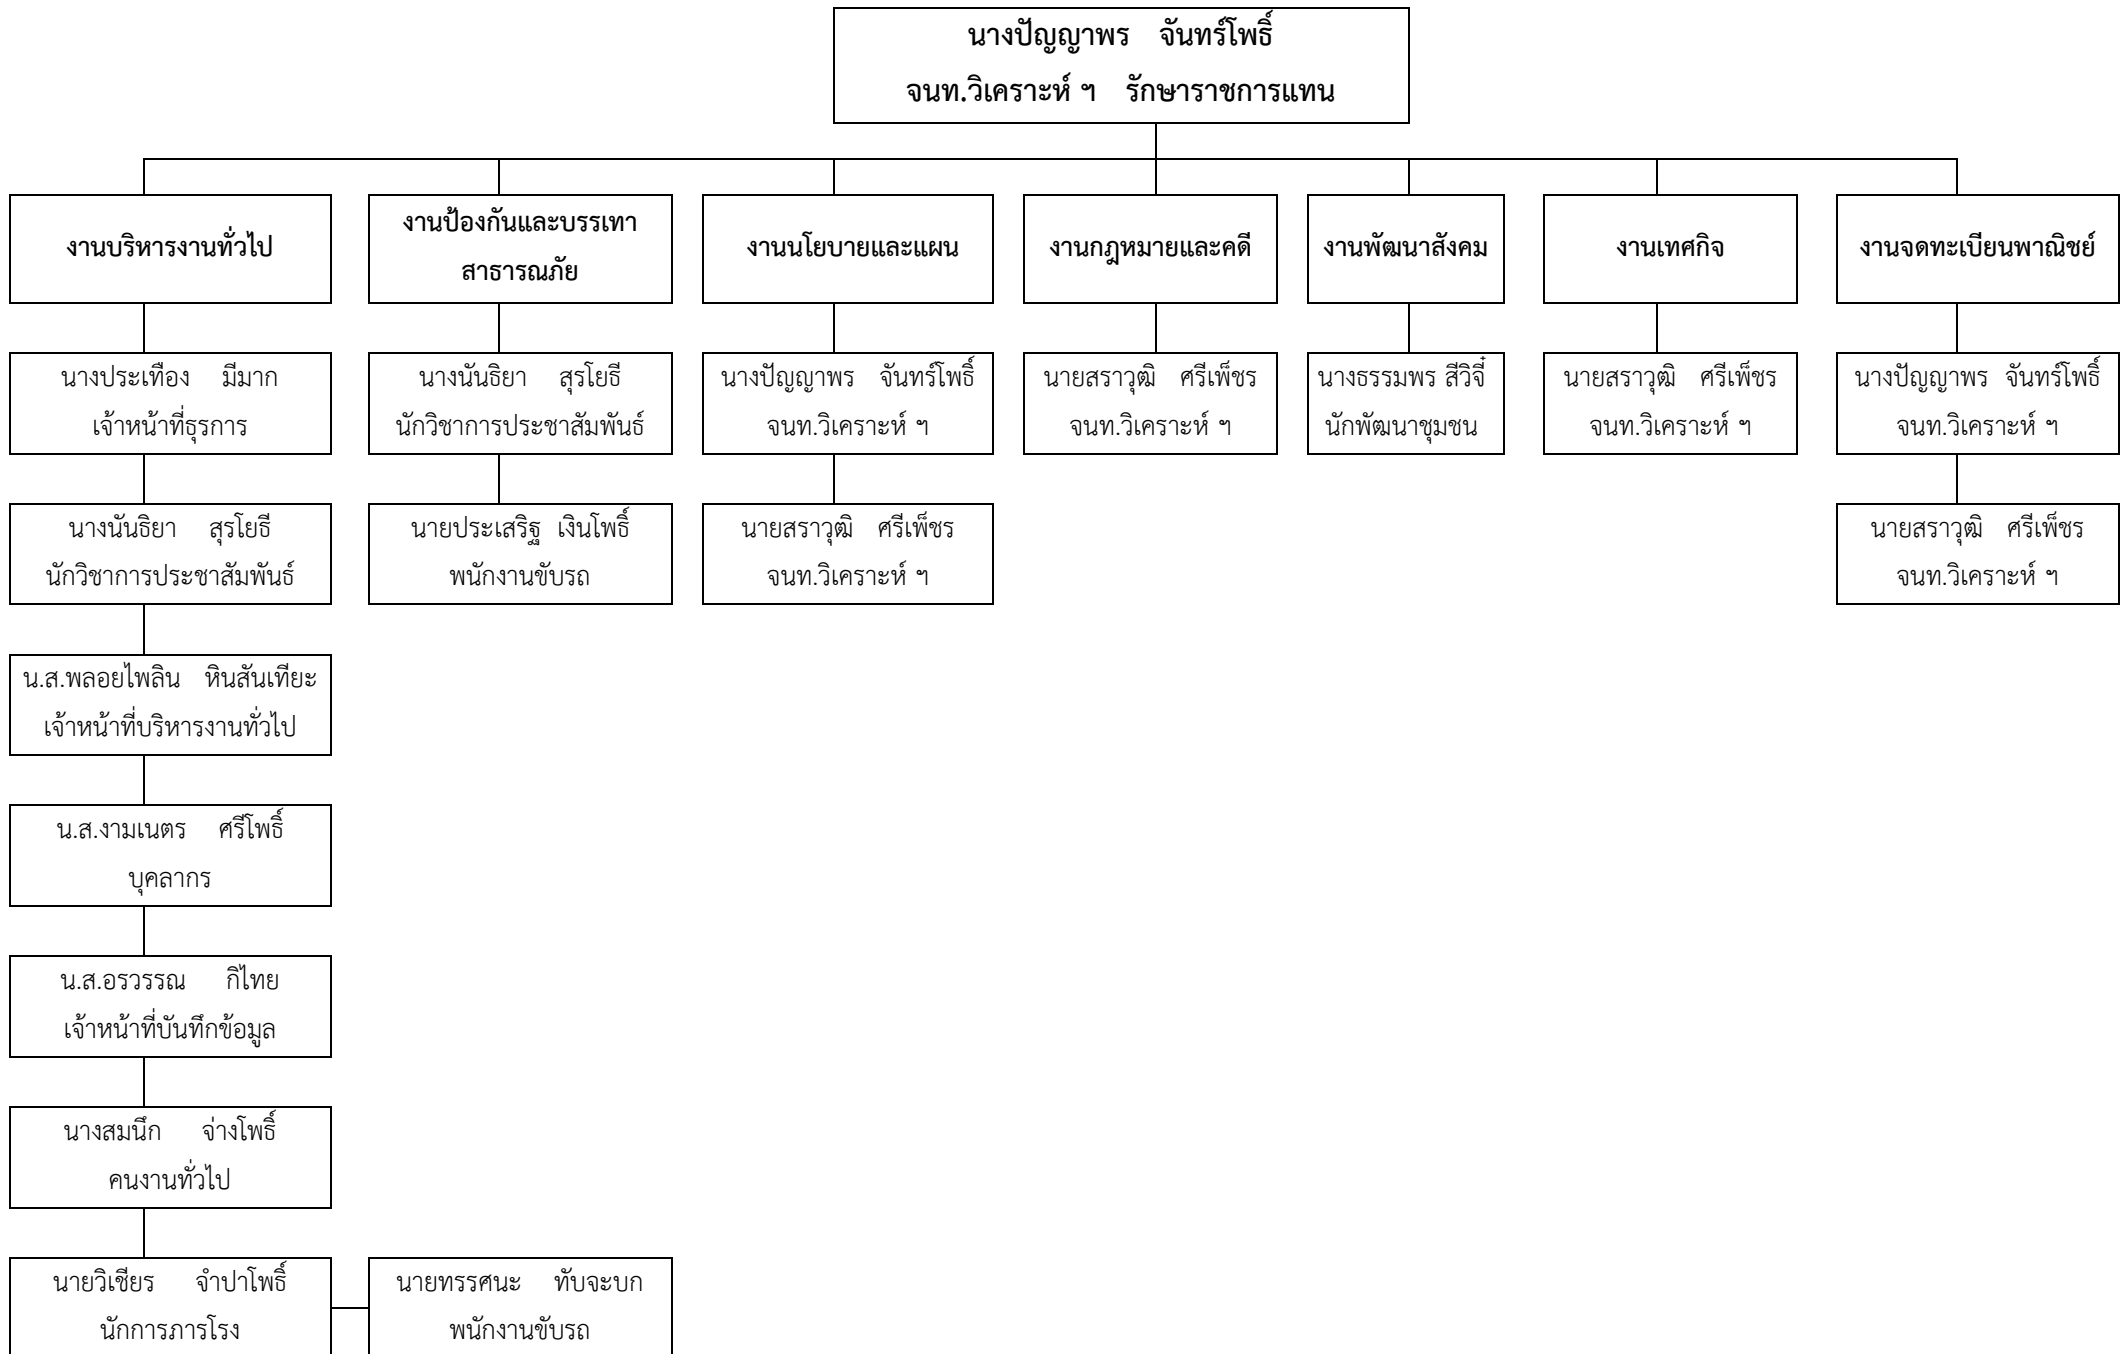 นางปัญญาพร จันทร์โพธิ์
จนท.วิเคราะห์ ฯ รักษาราชการแทน
งานบริหารงานทั่วไป
งานป้องกันและบรรเทา
สาธารณภัย
งานนโยบายและแผน
งานกฎหมายและคดี
งานพัฒนาสังคม
งานเทศกิจ
งานจดทะเบียนพาณิชย์
นางประเทือง มีมาก
เจ้าหน้าที่ธุรการ
นางนันธิยา สุรโยธี
นักวิชาการประชาสัมพันธ์
นางปัญญาพร จันทร์โพธิ์
จนท.วิเคราะห์ ฯ
นายสราวุฒิ ศรีเพ็ชร
จนท.วิเคราะห์ ฯ
นางธรรมพร สีวิจี๋
นักพัฒนาชุมชน
นายสราวุฒิ ศรีเพ็ชร
จนท.วิเคราะห์ ฯ
นางปัญญาพร จันทร์โพธิ์
จนท.วิเคราะห์ ฯ
นางนันธิยา สุรโยธี
นักวิชาการประชาสัมพันธ์
นายประเสริฐ เงินโพธิ์
พนักงานขับรถ
นายสราวุฒิ ศรีเพ็ชร
จนท.วิเคราะห์ ฯ
นายสราวุฒิ ศรีเพ็ชร
จนท.วิเคราะห์ ฯ
น.ส.พลอยไพลิน หินสันเทียะ
เจ้าหน้าที่บริหารงานทั่วไป
น.ส.งามเนตร ศรีโพธิ์
บุคลากร
น.ส.อรวรรณ กิไทย
เจ้าหน้าที่บันทึกข้อมูล
นางสมนึก จ่างโพธิ์
คนงานทั่วไป
นายวิเชียร จำปาโพธิ์
นักการภารโรง
นายทรรศนะ ทับจะบก
พนักงานขับรถ